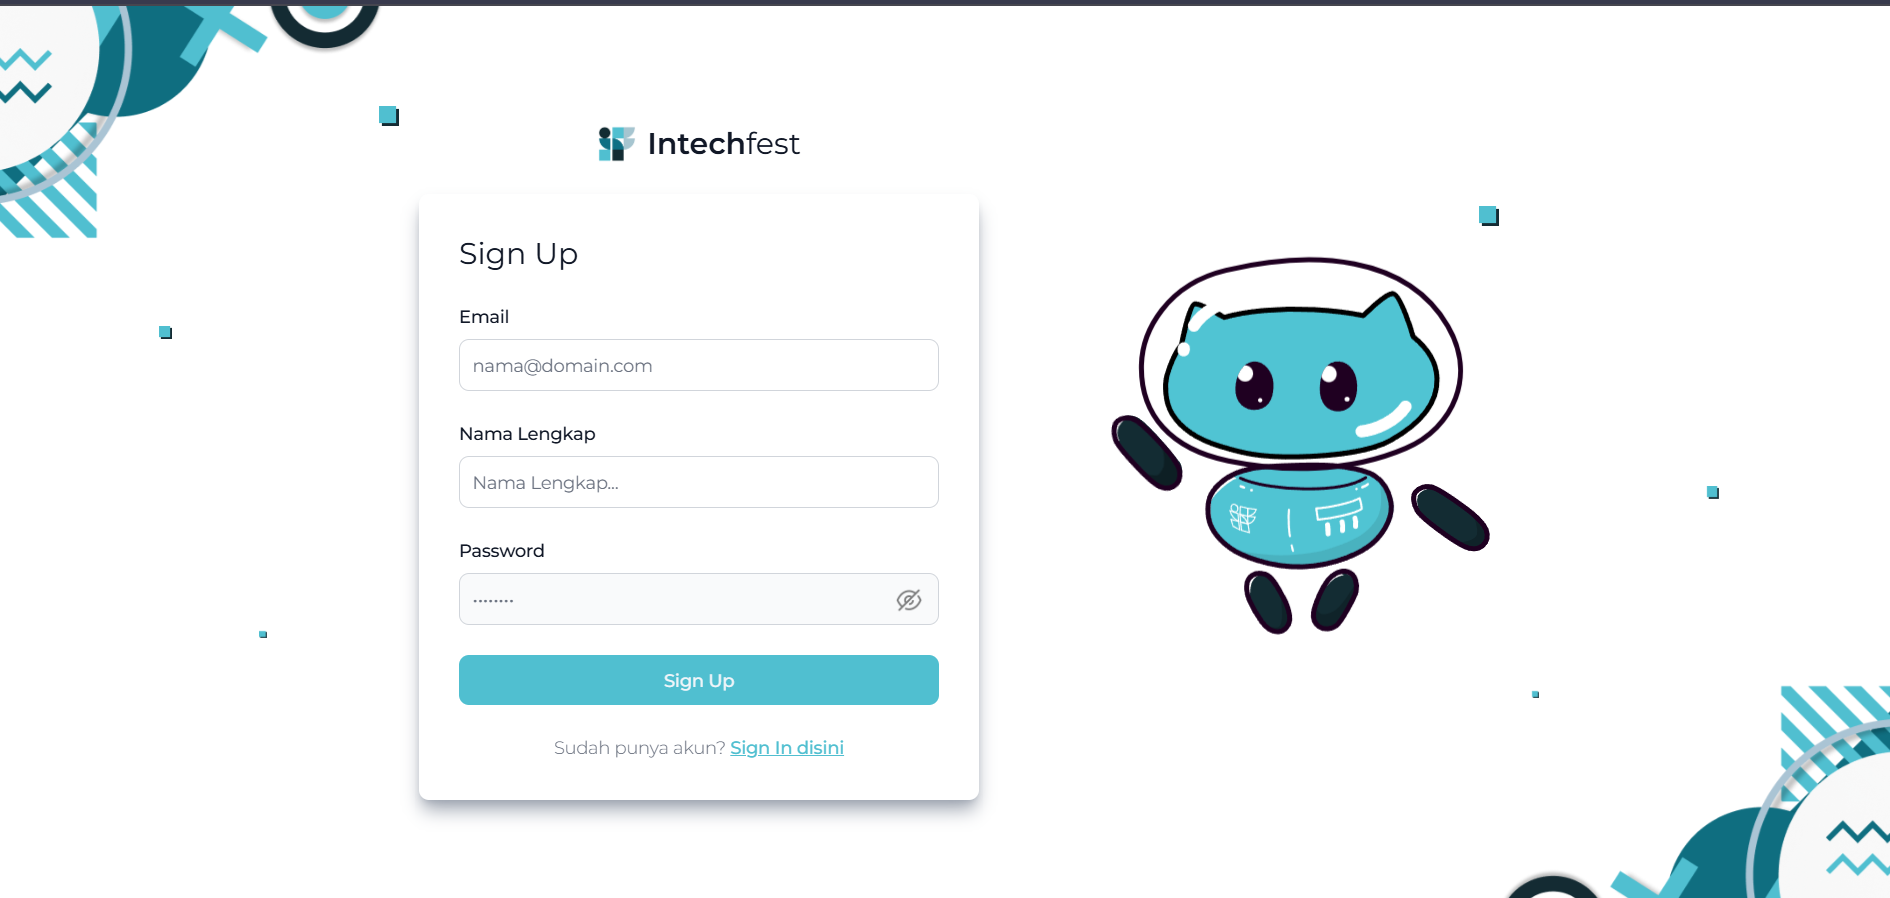 Intechfest
Sign Up
Email
nama@domain.com
Nama Lengkap
Nama Lengkap...
Password
••••••••
Sign Up
Sudah punya akun? Sign In disini